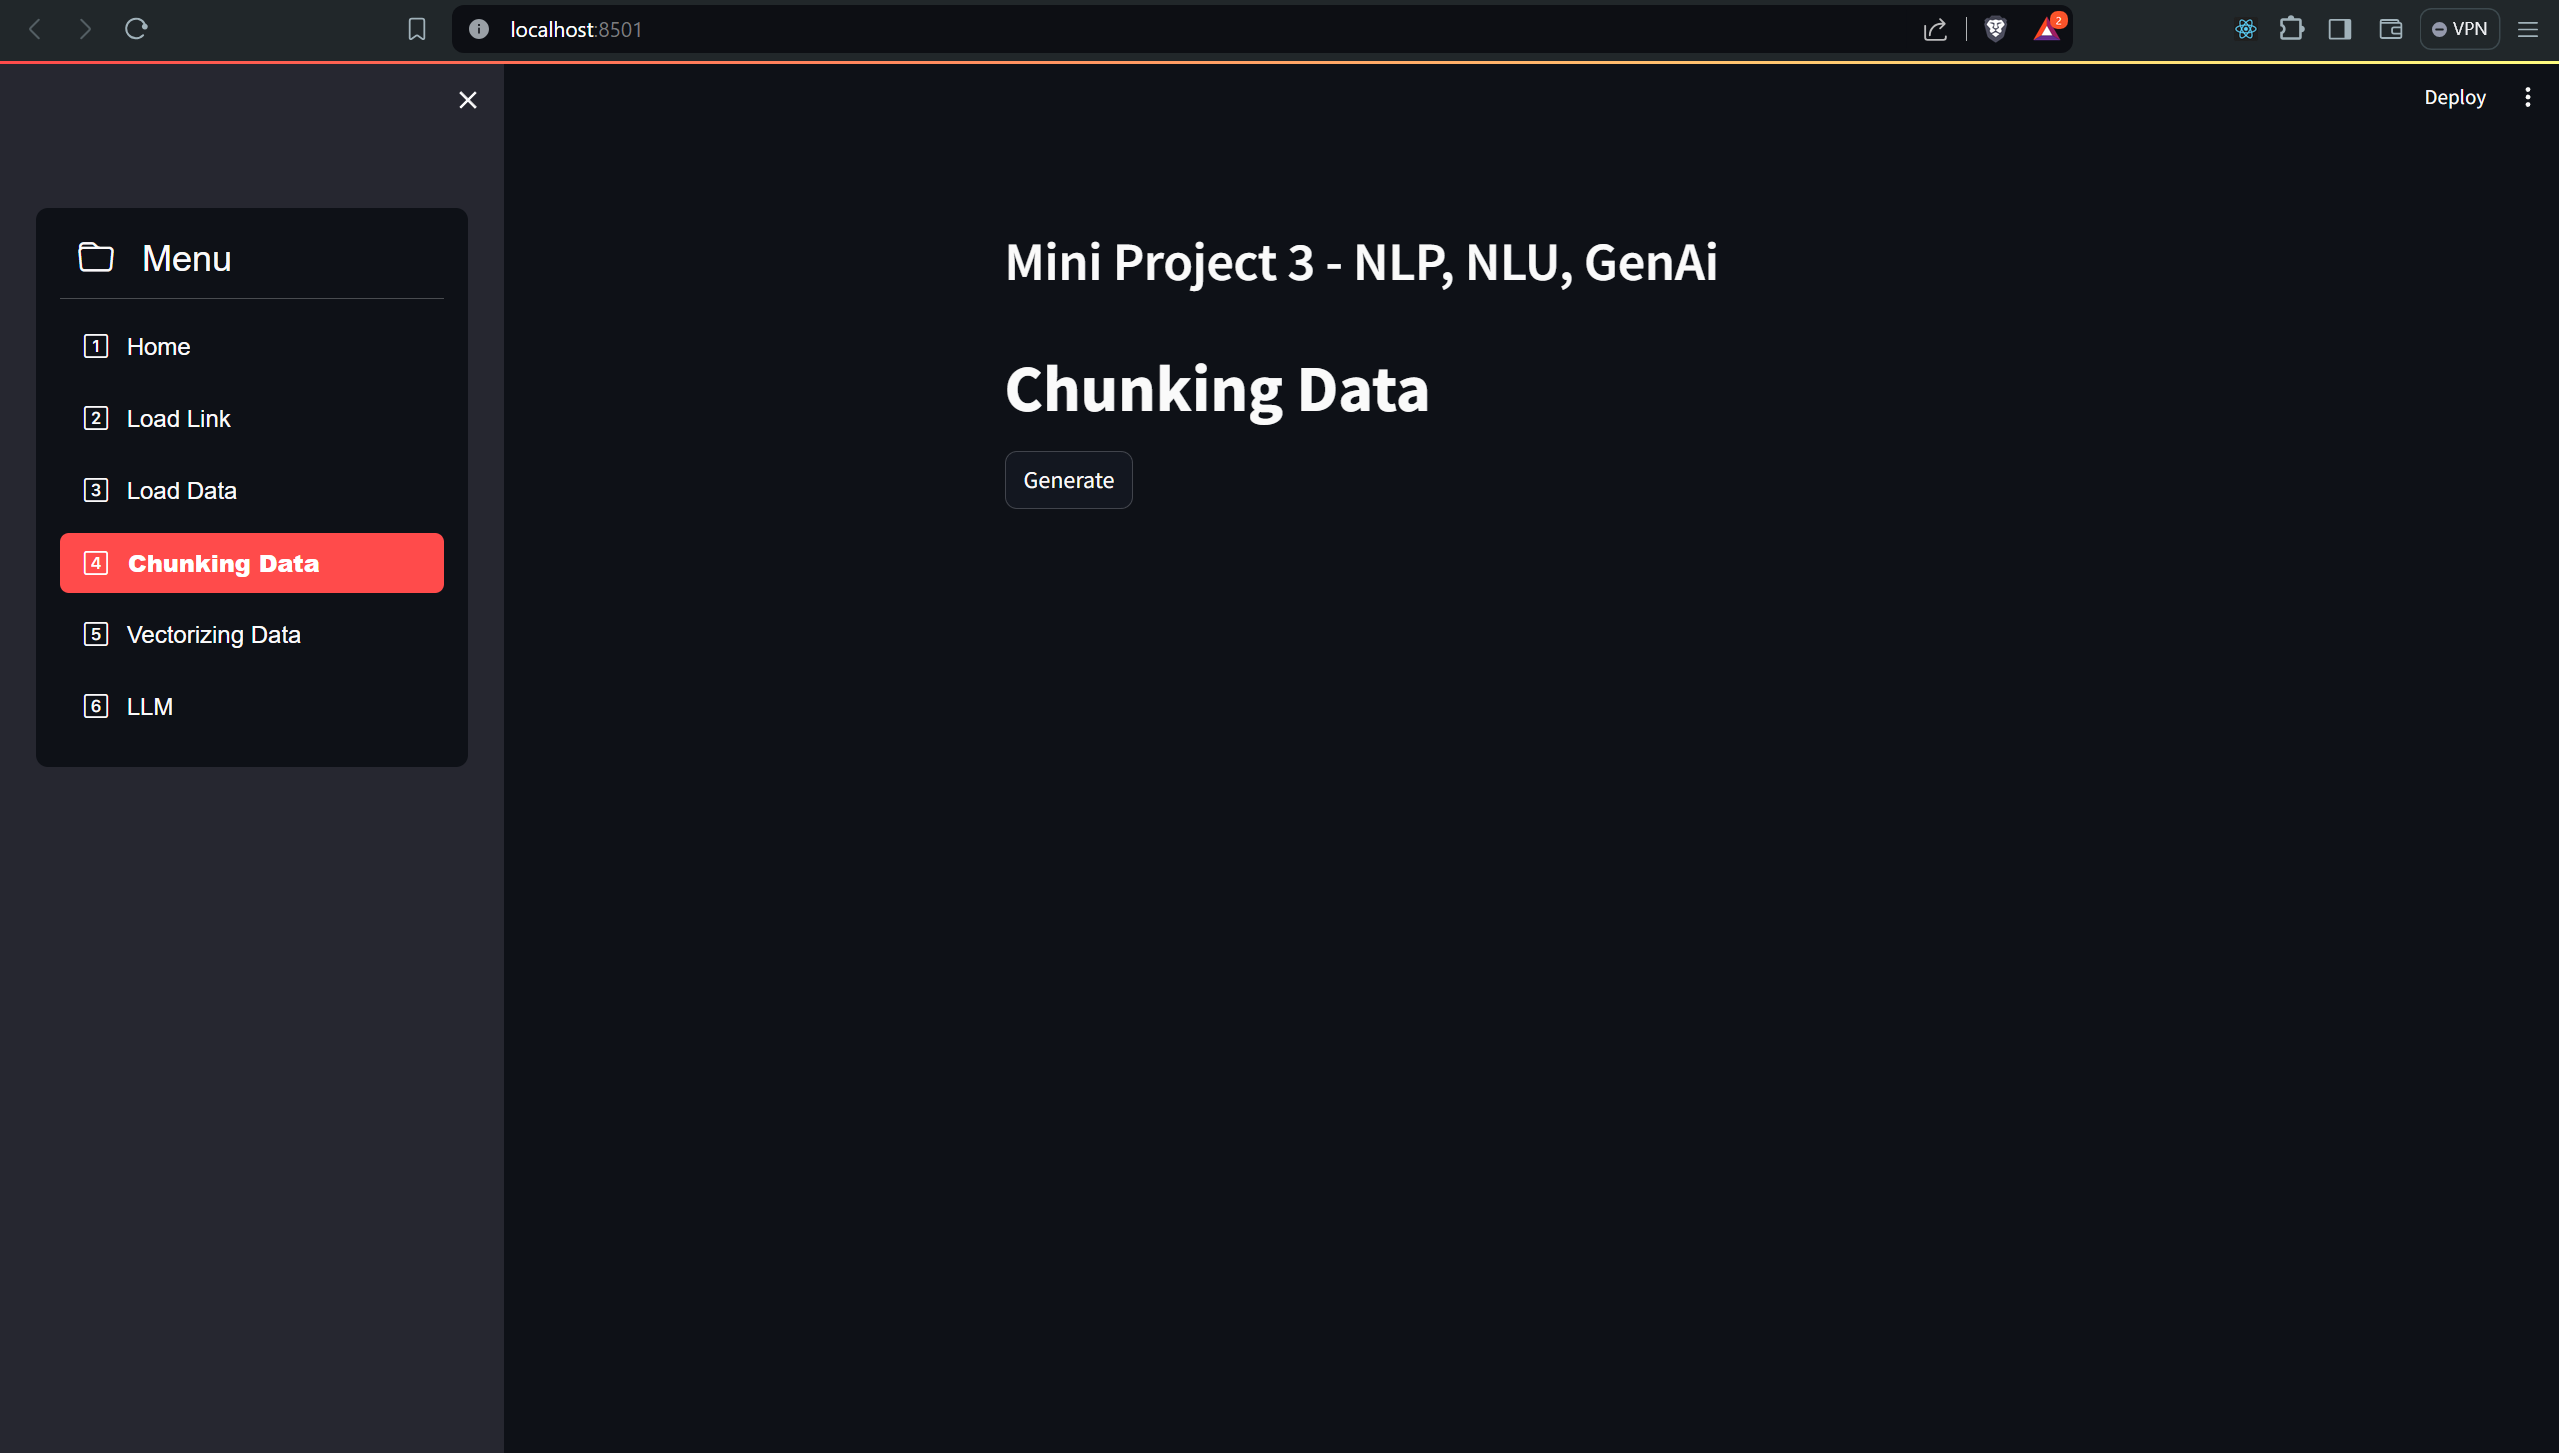 localhost:8501
2
VPN
Deploy
Menu
1 Home
2 Load Link
3 Load Data
4 Chunking Data
5 Vectorizing Data
6 LLM
Mini Project 3 - NLP, NLU, GenAi
Chunking Data
Generate